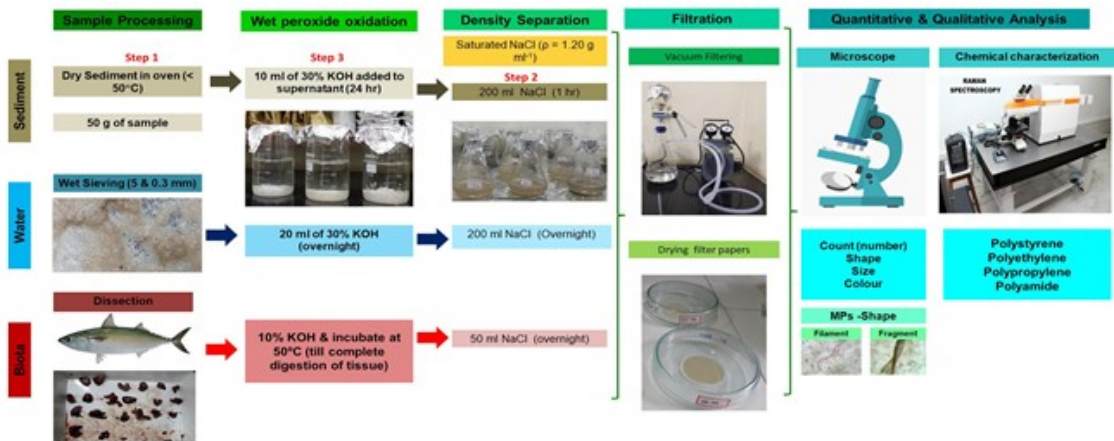 Sample Processing
Wet peroxide oxidation
Density Separation
Filtration
Quantitative & Qualitative Analysis
Sediment
Step 1
Dry Sediment in oven (<
50°C)
50 g of sample
Step 3
10 ml of 30% KOH added to
supernatant (24 hr)
Saturated NaCl (ρ = 1.20 g
ml-1)
Step 2
200 ml NaCl (1 hr)
Vacuum Filtering
Microscope
Chemical characterization
RAMAN
SPECTROSCOPY
Water
Wet Sieving (5 & 0.3 mm)
20 ml of 30% KOH
(overnight)
200 ml NaCl (Overnight)
Drying filter papers
Count (number)
Shape
Size
Colour
Polystyrene
Polyethylene
Polypropylene
Polyamide
MPs -Shape
Filament
Fragment
Biota
Dissection
10% KOH & incubate at
50°C (till complete
digestion of tissue)
50 ml NaCl (overnight)